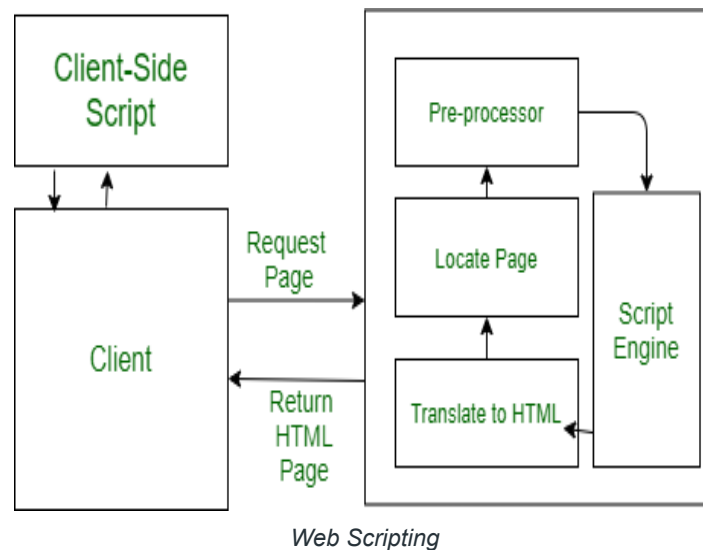 Client-Side
Script
Client
Request
Page
Return
HTML
Page
Pre-processor
Locate Page
Translate to HTML
Script
Engine
Web Scripting